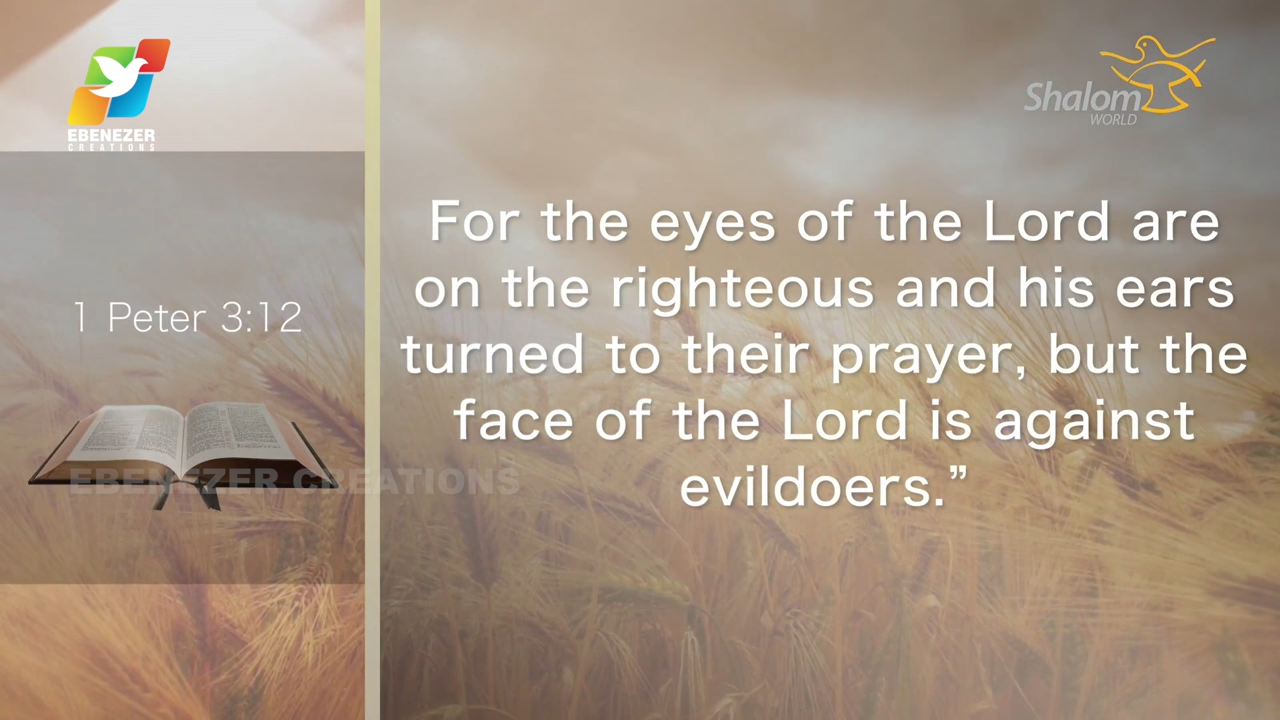 EBENEZER
CREATIONS
Shalom
WORLD
1 Peter 3:12
For the eyes of the Lord are
on the righteous and his ears
turned to their prayer, but the
face of the Lord is against
evildoers.”
EBENEZER CREATIONS